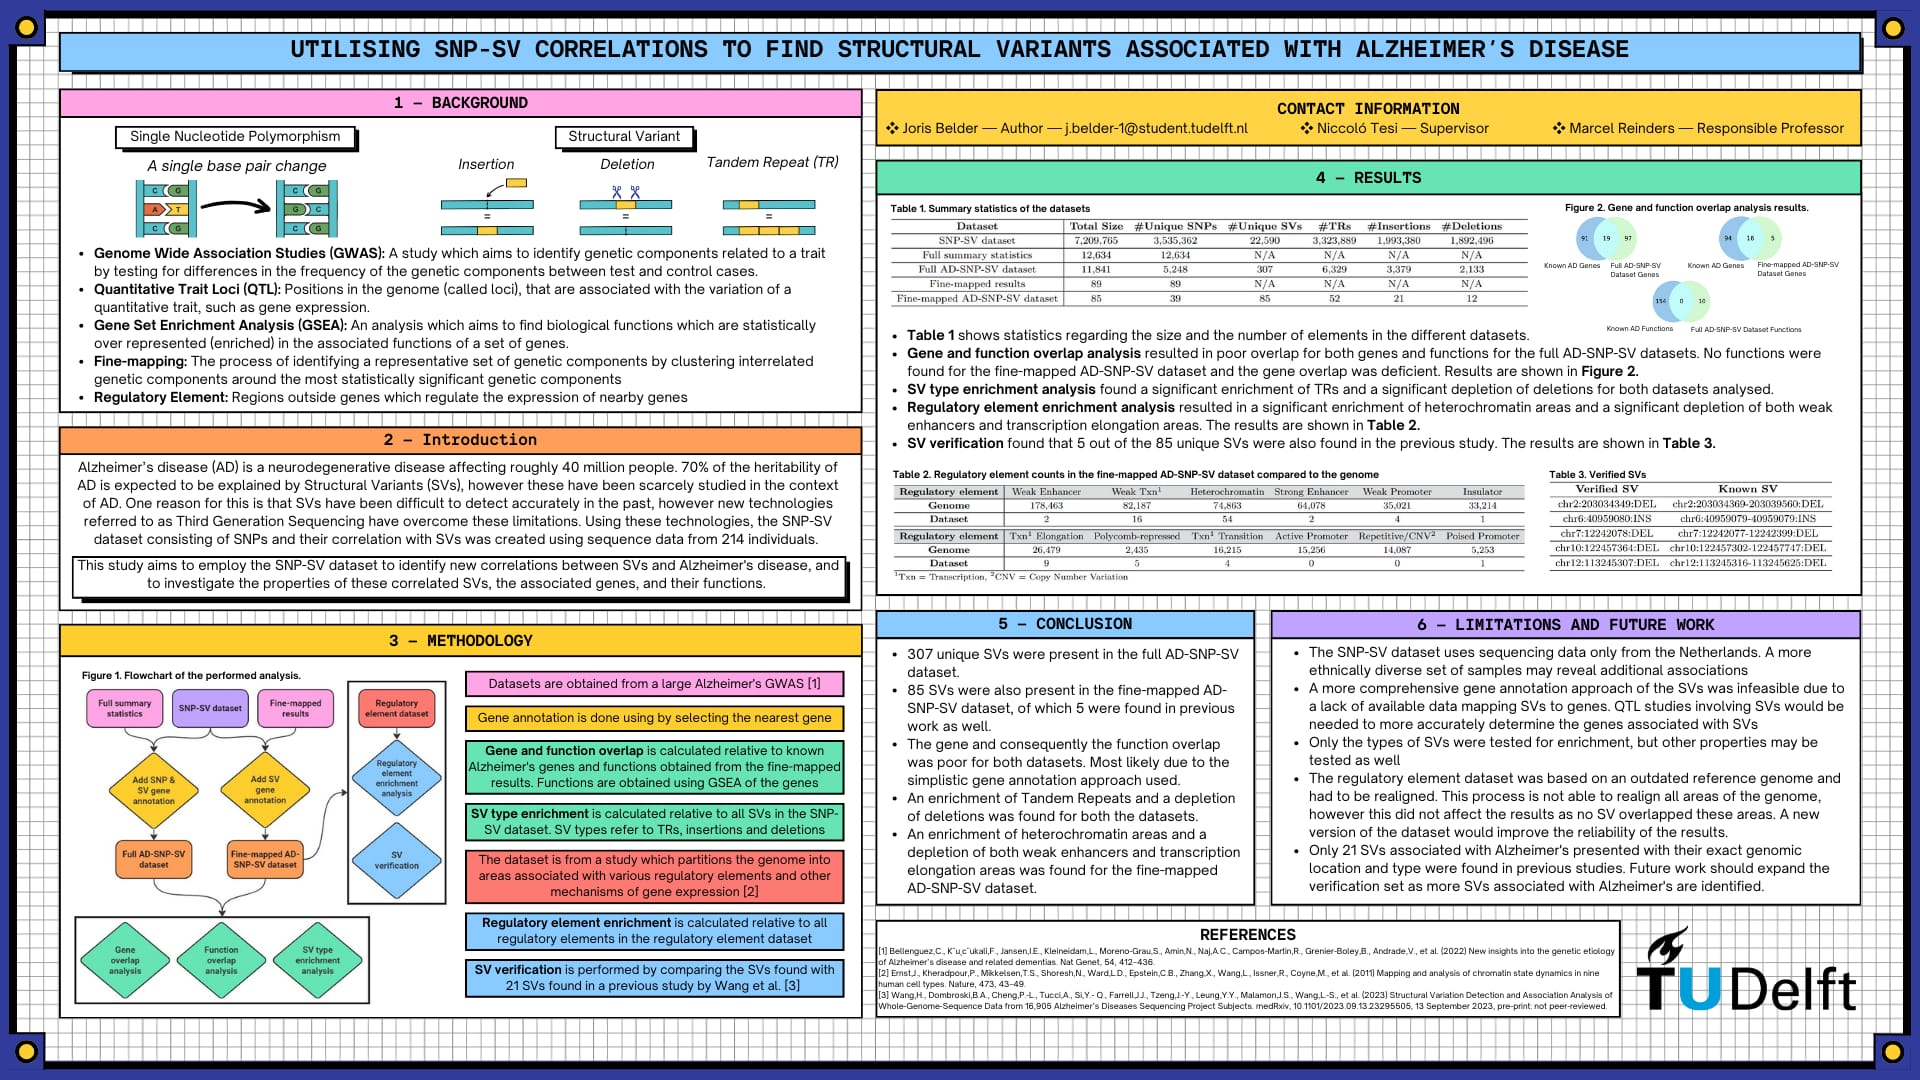 UTILISING SNP-SV CORRELATIONS TO FIND STRUCTURAL VARIANTS ASSOCIATED WITH ALZHEIMER'S DISEASE
1 – BACKGROUND
Single Nucleotide Polymorphism
Structural Variant
A single base pair change
Insertion
Deletion
Tandem Repeat (TR)
C G
A T
C G
C G
G C
C G
=
=
=
• Genome Wide Association Studies (GWAS): A study which aims to identify genetic components related to a trait
by testing for differences in the frequency of the genetic components between test and control cases.
• Quantitative Trait Loci (QTL): Positions in the genome (called loci), that are associated with the variation of a
quantitative trait, such as gene expression.
• Gene Set Enrichment Analysis (GSEA): An analysis which aims to find biological functions which are statistically
over represented (enriched) in the associated functions of a set of genes.
• Fine-mapping: The process of identifying a representative set of genetic components by clustering interrelated
genetic components around the most statistically significant genetic components
• Regulatory Element: Regions outside genes which regulate the expression of nearby genes
2 – Introduction
Alzheimer's disease (AD) is a neurodegenerative disease affecting roughly 40 million people. 70% of the heritability of
AD is expected to be explained by Structural Variants (SVs), however these have been scarcely studied in the context
of AD. One reason for this is that SVs have been difficult to detect accurately in the past, however new technologies
referred to as Third Generation Sequencing have overcome these limitations. Using these technologies, the SNP-SV
dataset consisting of SNPs and their correlation with SVs was created using sequence data from 214 individuals.
This study aims to employ the SNP-SV dataset to identify new correlations between SVs and Alzheimer's disease, and
to investigate the properties of these correlated SVs, the associated genes, and their functions.
3 – METHODOLOGY
Figure 1. Flowchart of the performed analysis.
Full summary
statistics
SNP-SV dataset
Fine-mapped
results
Regulatory
element dataset
Add SNP &
SV gene
annotation
Add SV
gene
annotation
Regulatory
element
enrichment
analysis
Full AD-SNP-SV
dataset
Fine-mapped AD-
SNP-SV dataset
SV
verification
Gene
overlap
analysis
Function
overlap
analysis
SV type
enrichment
analysis
Datasets are obtained from a large Alzheimer's GWAS [1]
Gene annotation is done using by selecting the nearest gene
Gene and function overlap is calculated relative to known
Alzheimer's genes and functions obtained from the fine-mapped
results. Functions are obtained using GSEA of the genes
SV type enrichment is calculated relative to all SVs in the SNP-
SV dataset. SV types refer to TRs, insertions and deletions
The dataset is from a study which partitions the genome into
areas associated with various regulatory elements and other
mechanisms of gene expression [2]
Regulatory element enrichment is calculated relative to all
regulatory elements in the regulatory element dataset
SV verification is performed by comparing the SVs found with
21 SVs found in a previous study by Wang et al. [3]
CONTACT INFORMATION
❖ Joris Belder — Author — j.belder-1@student.tudelft.nl ❖ Niccoló Tesi — Supervisor ❖ Marcel Reinders — Responsible Professor
4 – RESULTS
Table 1. Summary statistics of the datasets
Dataset Total Size #Unique SNPs #Unique SVs #TRs #Insertions #Deletions
SNP-SV dataset 7,209,765 3,535,362 22,590 3,323,889 1,993,380 1,892,496
Full summary statistics 12,634 12,634 N/A N/A N/A N/A
Full AD-SNP-SV dataset 11,841 5,248 307 6,329 3,379 2,133
Fine-mapped results 89 89 N/A N/A N/A N/A
Fine-mapped AD-SNP-SV dataset 85 39 85 52 21 12
Figure 2. Gene and function overlap analysis results.
91 19 97
Known AD Genes
Full AD-SNP-SV
Dataset Genes
94 16 5
Known AD Genes
Fine-mapped AD-SNP-SV
Dataset Genes
154 0 10
Known AD Functions
Full AD-SNP-SV Dataset Functions
• Table 1 shows statistics regarding the size and the number of elements in the different datasets.
• Gene and function overlap analysis resulted in poor overlap for both genes and functions for the full AD-SNP-SV datasets. No functions were
found for the fine-mapped AD-SNP-SV dataset and the gene overlap was deficient. Results are shown in Figure 2.
• SV type enrichment analysis found a significant enrichment of TRs and a significant depletion of deletions for both datasets analysed.
• Regulatory element enrichment analysis resulted in a significant enrichment of heterochromatin areas and a significant depletion of both weak
enhancers and transcription elongation areas. The results are shown in Table 2.
• SV verification found that 5 out of the 85 unique SVs were also found in the previous study. The results are shown in Table 3.
Table 2. Regulatory element counts in the fine-mapped AD-SNP-SV dataset compared to the genome
Regulatory element Weak Enhancer Weak Txn¹ Heterochromatin Strong Enhancer Weak Promoter Insulator
Genome 178,463 82,187 74,863 64,078 35,021 33,214
Dataset 2 16 54 2 4 1
Regulatory element Txn¹ Elongation Polycomb-repressed Txn¹ Transition Active Promoter Repetitive/CNV² Poised Promoter
Genome 26,479 2,435 16,215 15,256 14,087 5,253
Dataset 9 5 4 0 0 1
¹Txn = Transcription, ²CNV = Copy Number Variation
Table 3. Verified SVs
Verified SV Known SV
chr2:203034349:DEL chr2:203034369-203039560:DEL
chr6:40959080:INS chr6:40959079-40959079:INS
chr7:12242078:DEL chr7:12242077-12242399:DEL
chr10:122457364:DEL chr10:122457302-122457747:DEL
chr12:113245307:DEL chr12:113245316-113245625:DEL
5 – CONCLUSION
• 307 unique SVs were present in the full AD-SNP-SV
dataset.
• 85 SVs were also present in the fine-mapped AD-
SNP-SV dataset, of which 5 were found in previous
work as well.
• The gene and consequently the function overlap
was poor for both datasets. Most likely due to the
simplistic gene annotation approach used.
• An enrichment of Tandem Repeats and a depletion
of deletions was found for both the datasets.
• An enrichment of heterochromatin areas and a
depletion of both weak enhancers and transcription
elongation areas was found for the fine-mapped
AD-SNP-SV dataset.
6 – LIMITATIONS AND FUTURE WORK
• The SNP-SV dataset uses sequencing data only from the Netherlands. A more
ethnically diverse set of samples may reveal additional associations
• A more comprehensive gene annotation approach of the SVs was infeasible due to
a lack of available data mapping SVs to genes. QTL studies involving SVs would be
needed to more accurately determine the genes associated with SVs
• Only the types of SVs were tested for enrichment, but other properties may be
tested as well
• The regulatory element dataset was based on an outdated reference genome and
had to be realigned. This process is not able to realign all areas of the genome,
however this did not affect the results as no SV overlapped these areas. A new
version of the dataset would improve the reliability of the results.
• Only 21 SVs associated with Alzheimer's presented with their exact genomic
location and type were found in previous studies. Future work should expand the
verification set as more SVs associated with Alzheimer's are identified.
REFERENCES
[1] Bellenguez,C., K¨u¸c¨ukali,F., Jansen,I.E., Kleineidam,L., Moreno-Grau,S., Amin,N., Naj,A.C., Campos-Martin,R., Grenier-Boley,B., Andrade,V., et al. (2022) New insights into the genetic etiology
of Alzheimer's disease and related dementias. Nat Genet, 54, 412–436.
[2] Ernst,J., Kheradpour,P., Mikkelsen,T.S., Shoresh,N., Ward,L.D., Epstein,C.B., Zhang,X., Wang,L., Issner,R., Coyne,M., et al. (2011) Mapping and analysis of chromatin state dynamics in nine
human cell types. Nature, 473, 43–49.
[3] Wang,H., Dombroski,B.A., Cheng,P.-L., Tucci,A., Si,Y.- Q., Farrell,J.J., Tzeng,J.-Y., Leung,Y.Y., Malamon,J.S., Wang,L.-S., et al. (2023) Structural Variation Detection and Association Analysis of
Whole-Genome-Sequence Data from 16,905 Alzheimer's Diseases Sequencing Project Subjects. medRxiv, 10.1101/2023.09.13.23295505, 13 September 2023, pre-print: not peer-reviewed.
TUDelft